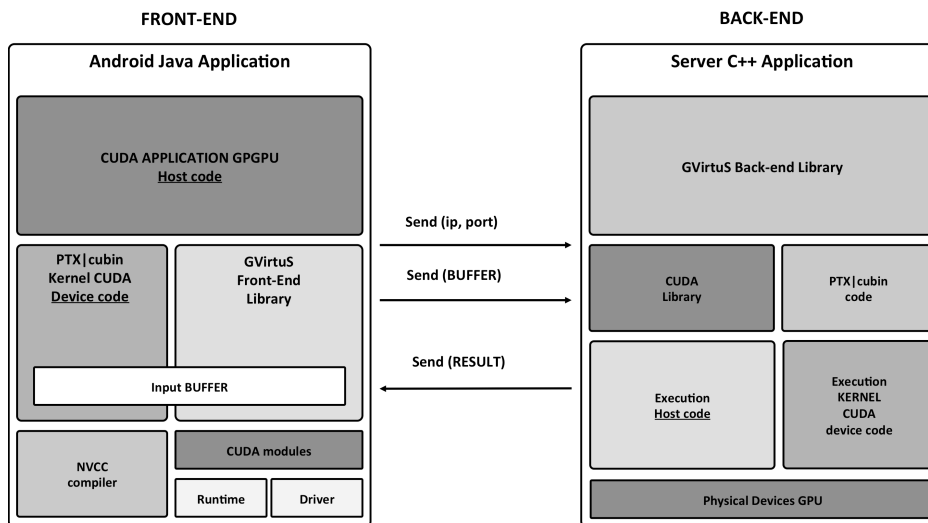 FRONT-END
BACK-END
Android Java Application
CUDA APPLICATION GPGPU
Host code
PTX|cubin
Kernel CUDA
Device code
GVirtuS
Front-End
Library
Input BUFFER
NVCC
compiler
CUDA modules
Runtime
Driver
Send (ip, port)
Send (BUFFER)
Send (RESULT)
Server C++ Application
GVirtuS Back-end Library
CUDA
Library
PTX|cubin
code
Execution
Host code
Execution
KERNEL
CUDA
device code
Physical Devices GPU